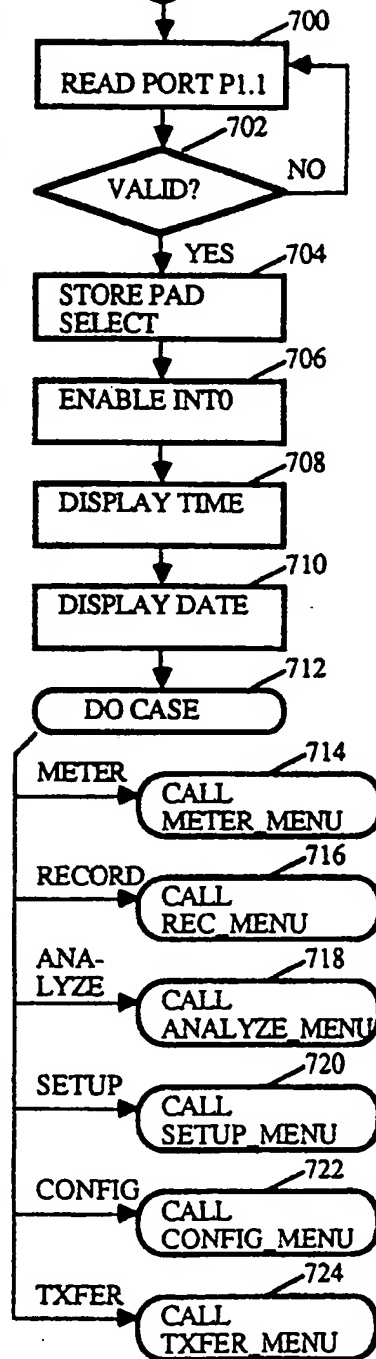 700
READ PORT P1.1
702
VALID?
NO
YES
704
STORE PAD
SELECT
706
ENABLE INT0
708
DISPLAY TIME
710
DISPLAY DATE
712
DO CASE
METER
714
CALL
METER_MENU
RECORD
716
CALL
REC_MENU
ANA-
LYZE
718
CALL
ANALYZE_MENU
SETUP
720
CALL
SETUP_MENU
CONFIG
722
CALL
CONFIG_MENU
TXFER
724
CALL
TXFER_MENU